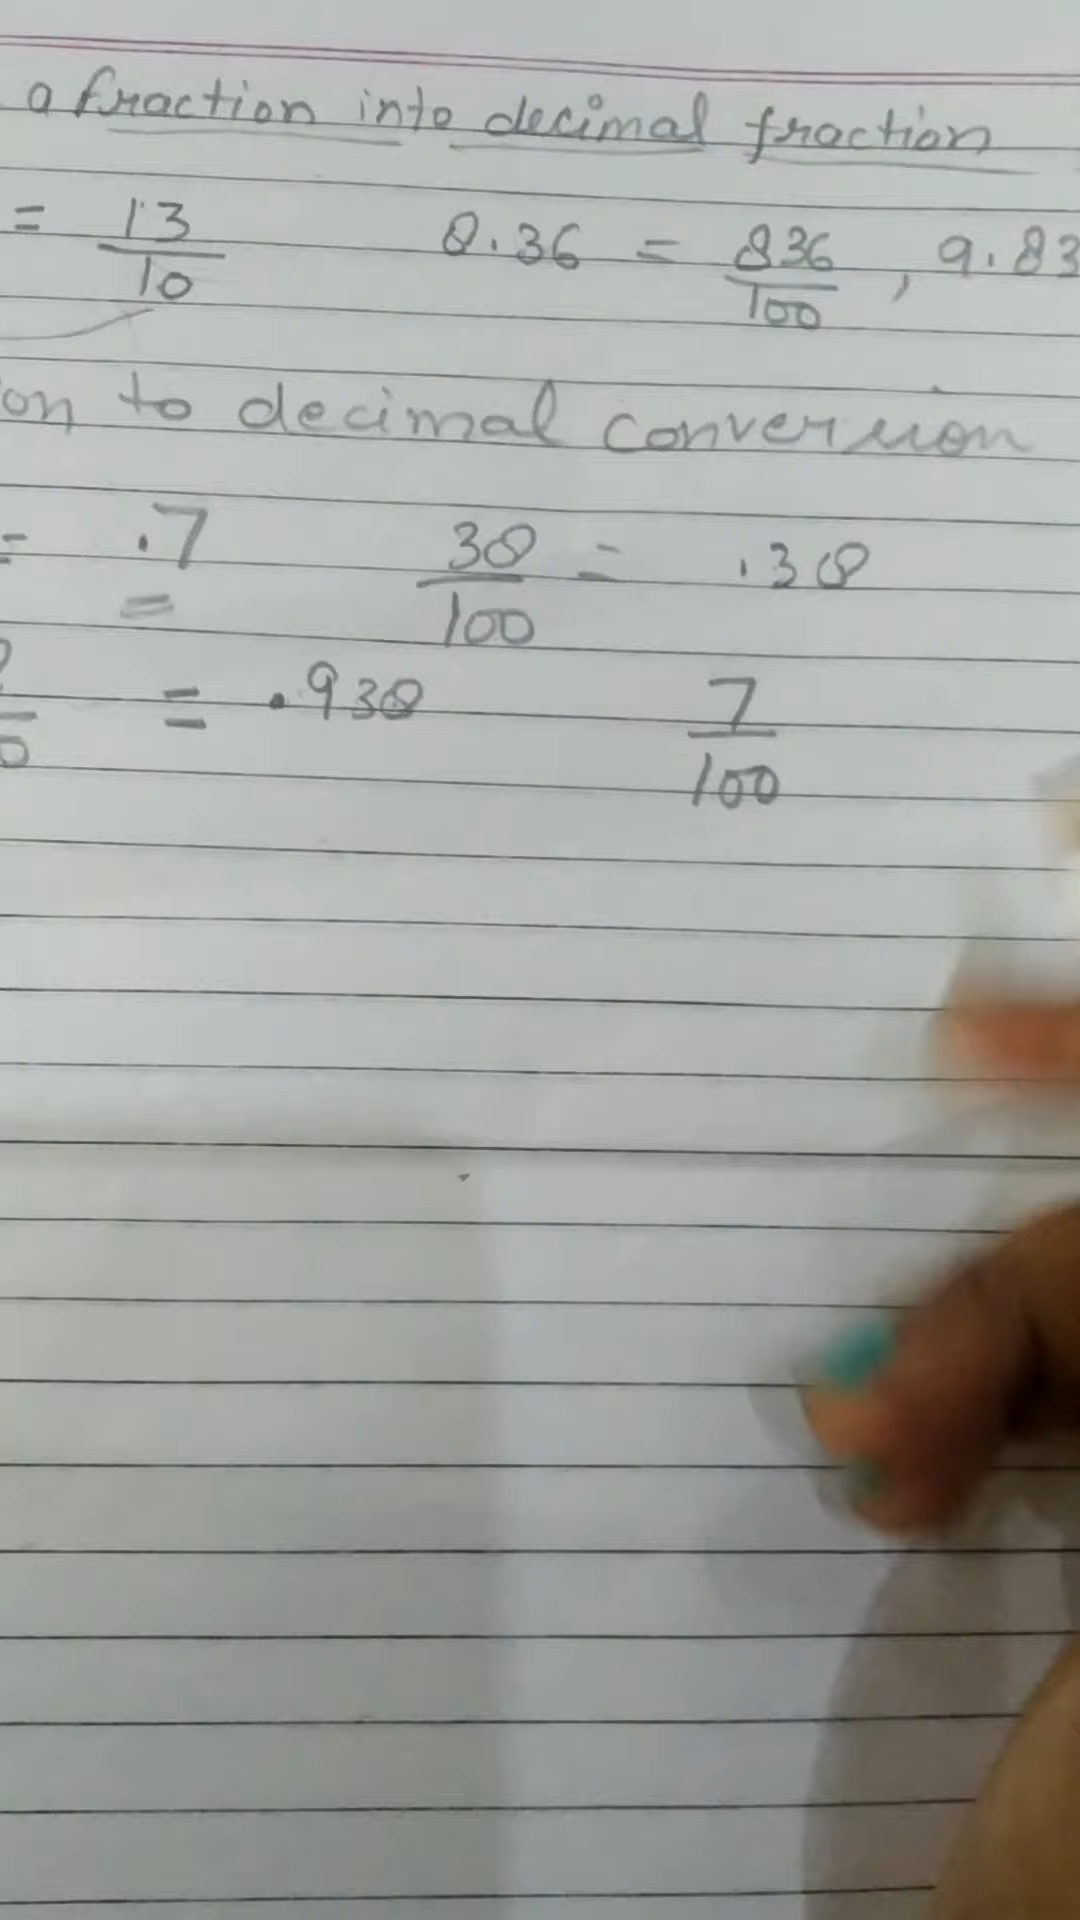 a fraction into decimal fraction
= 13/10 8.36 = 836/100 , 9.83
on to decimal conversion
= .7 38/100 = .38
= .938 7/100